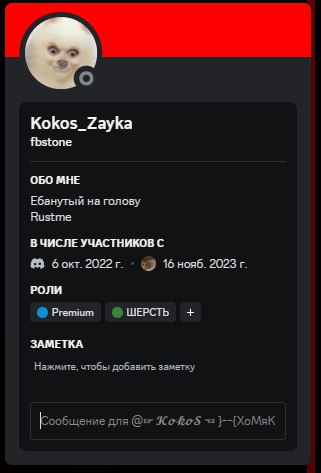 Kokos_Zayka
fbstone
ОБО МНЕ
Ебанутый на голову
Rustme
В ЧИСЛЕ УЧАСТНИКОВ С
6 окт. 2022 г. • 16 нояб. 2023 г.
РОЛИ
Premium ШЕРСТЬ +
ЗАМЕТКА
Нажмите, чтобы добавить заметку
Сообщение для @☞ 𝓚𝓸𝓴𝓸𝓢 ☜ }--{ХоМяК